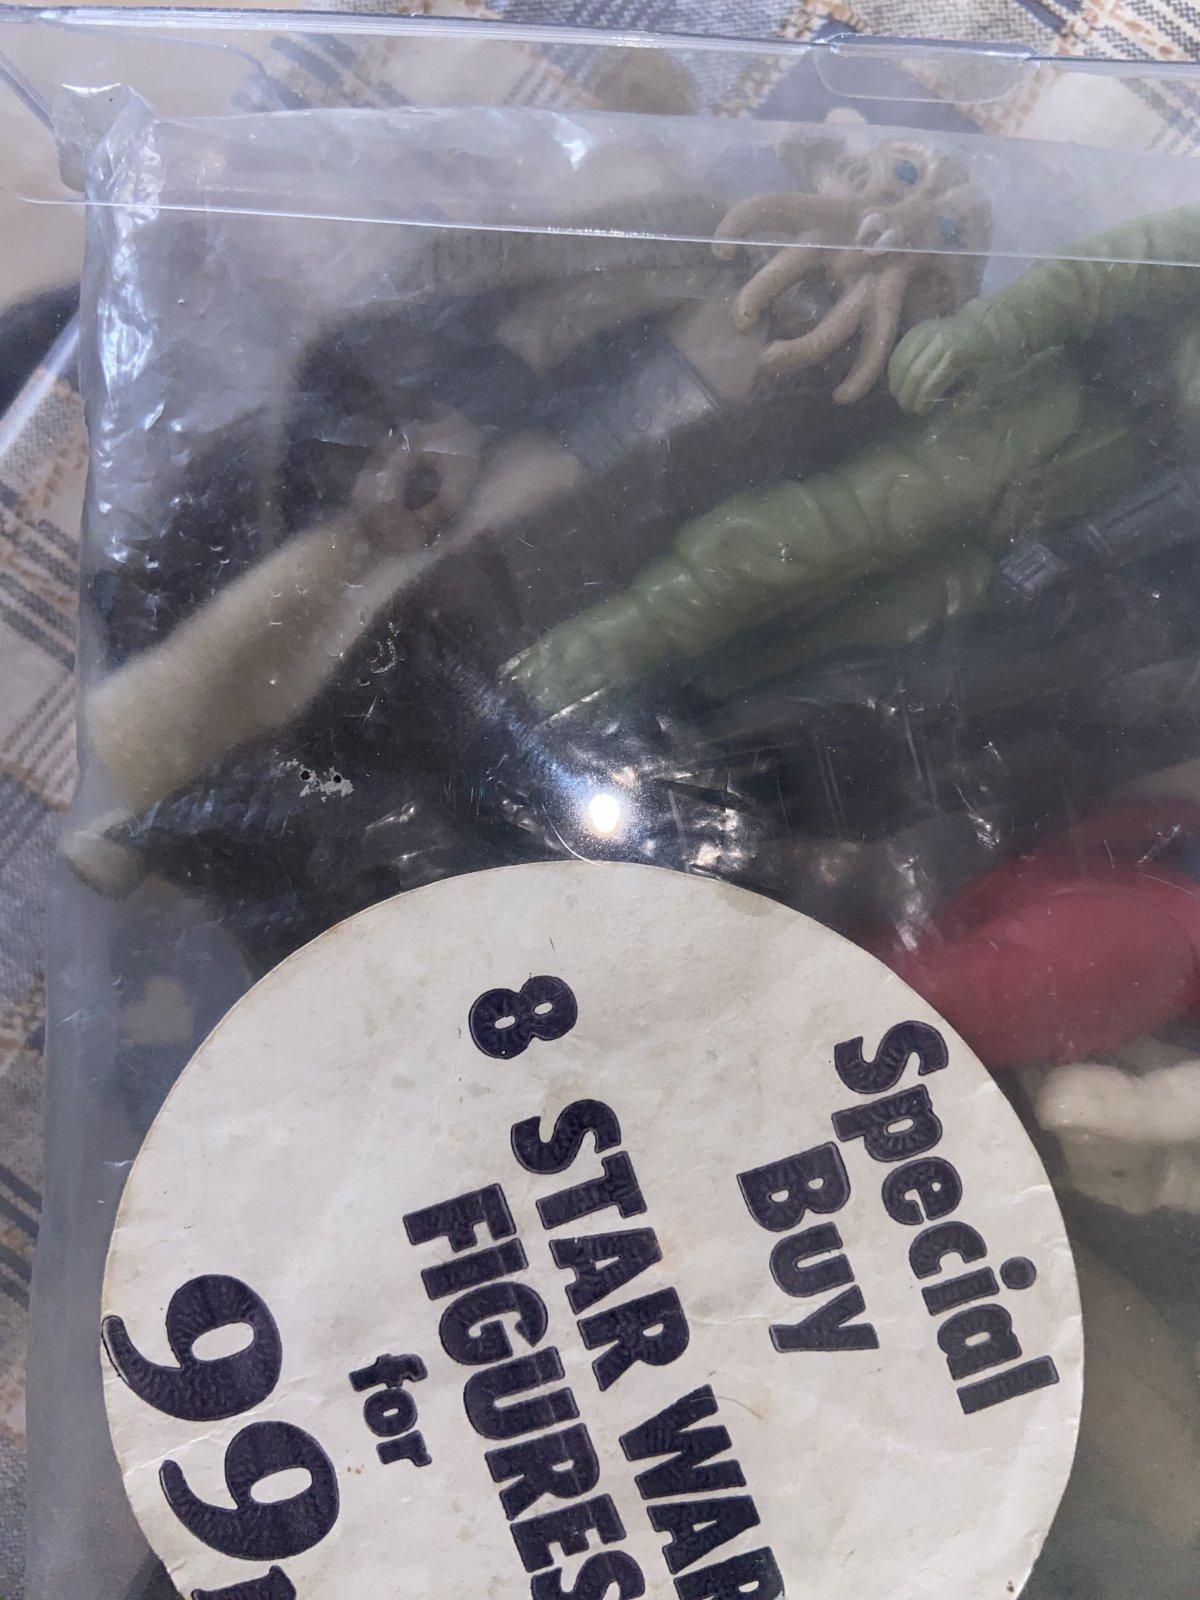 Special
Buy
8 STAR WAR
FIGURES
for
99